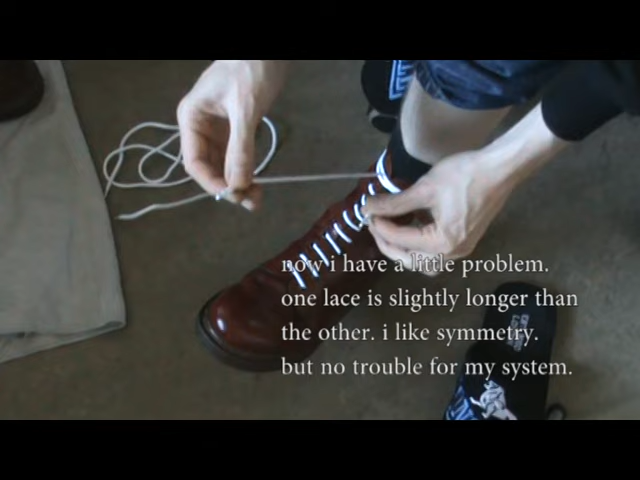 now i have a little problem.
one lace is slightly longer than
the other. i like symmetry.
but no trouble for my system.